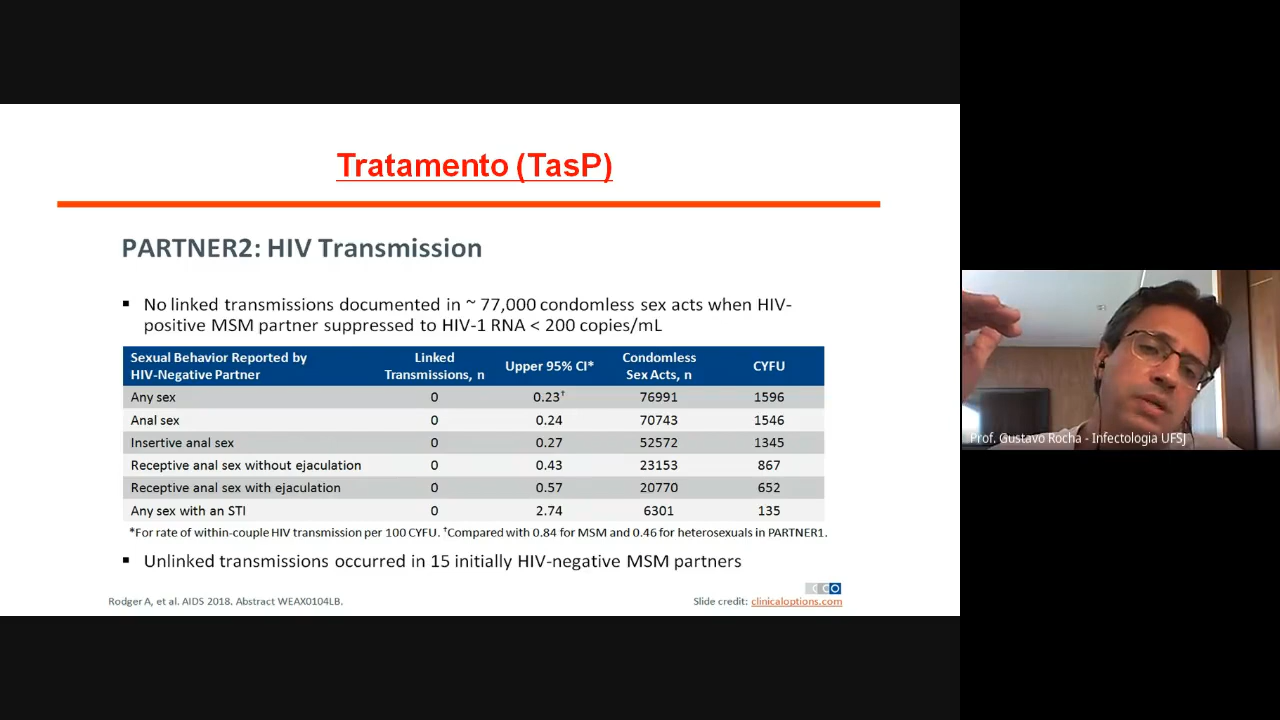 Tratamento (TasP)
PARTNER2: HIV Transmission
▪ No linked transmissions documented in ~ 77,000 condomless sex acts when HIV-
positive MSM partner suppressed to HIV-1 RNA < 200 copies/mL
Sexual Behavior Reported by HIV-Negative Partner | Linked Transmissions, n | Upper 95% CI* | Condomless Sex Acts, n | CYFU
Any sex | 0 | 0.23† | 76991 | 1596
Anal sex | 0 | 0.24 | 70743 | 1546
Insertive anal sex | 0 | 0.27 | 52572 | 1345
Receptive anal sex without ejaculation | 0 | 0.43 | 23153 | 867
Receptive anal sex with ejaculation | 0 | 0.57 | 20770 | 652
Any sex with an STI | 0 | 2.74 | 6301 | 135
*For rate of within-couple HIV transmission per 100 CYFU. †Compared with 0.84 for MSM and 0.46 for heterosexuals in PARTNER1.
▪ Unlinked transmissions occurred in 15 initially HIV-negative MSM partners
CCO
Rodger A, et al. AIDS 2018. Abstract WEAX0104LB.
Slide credit: clinicaloptions.com
Prof. Gustavo Rocha - Infectologia UFSJ